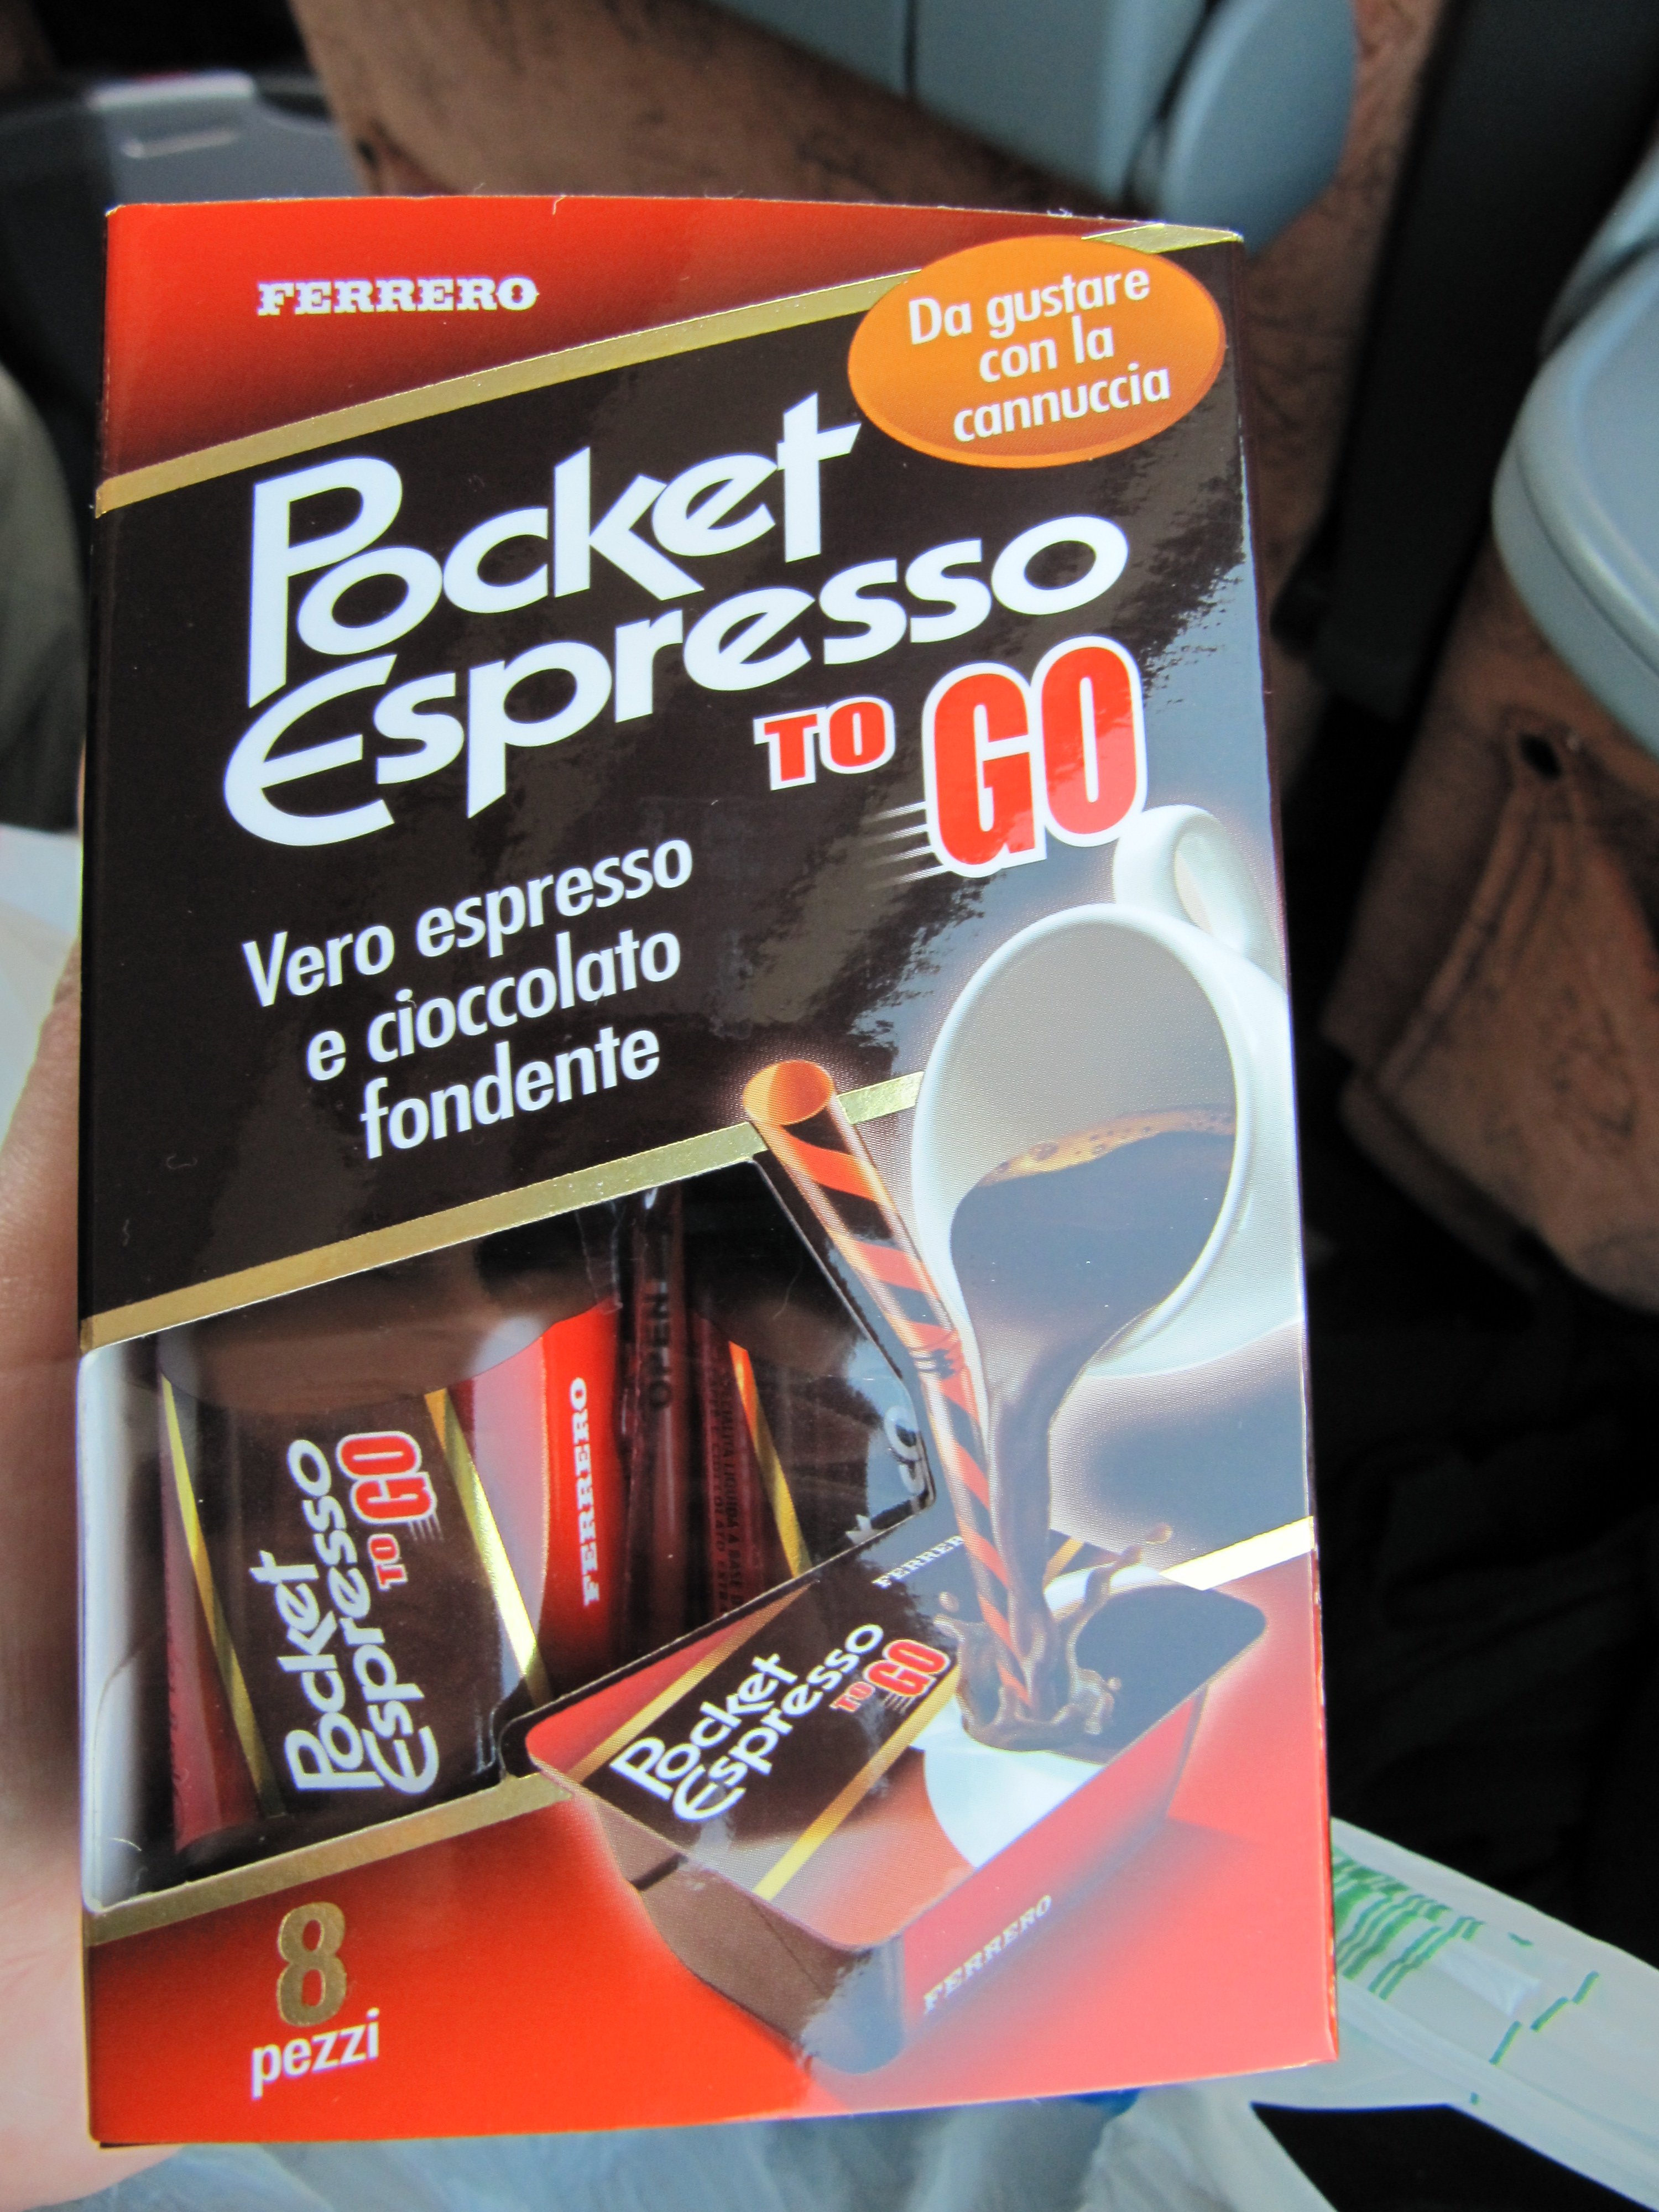 FERRERO
Da gustare
con la
cannuccia
Pocket
Espresso
TO GO
Vero espresso
e cioccolato
fondente
OPEN
FERRERO
Pocket
Espresso
TO GO
FERRERO
Pocket
Espresso
TO GO
FERRERO
8
pezzi